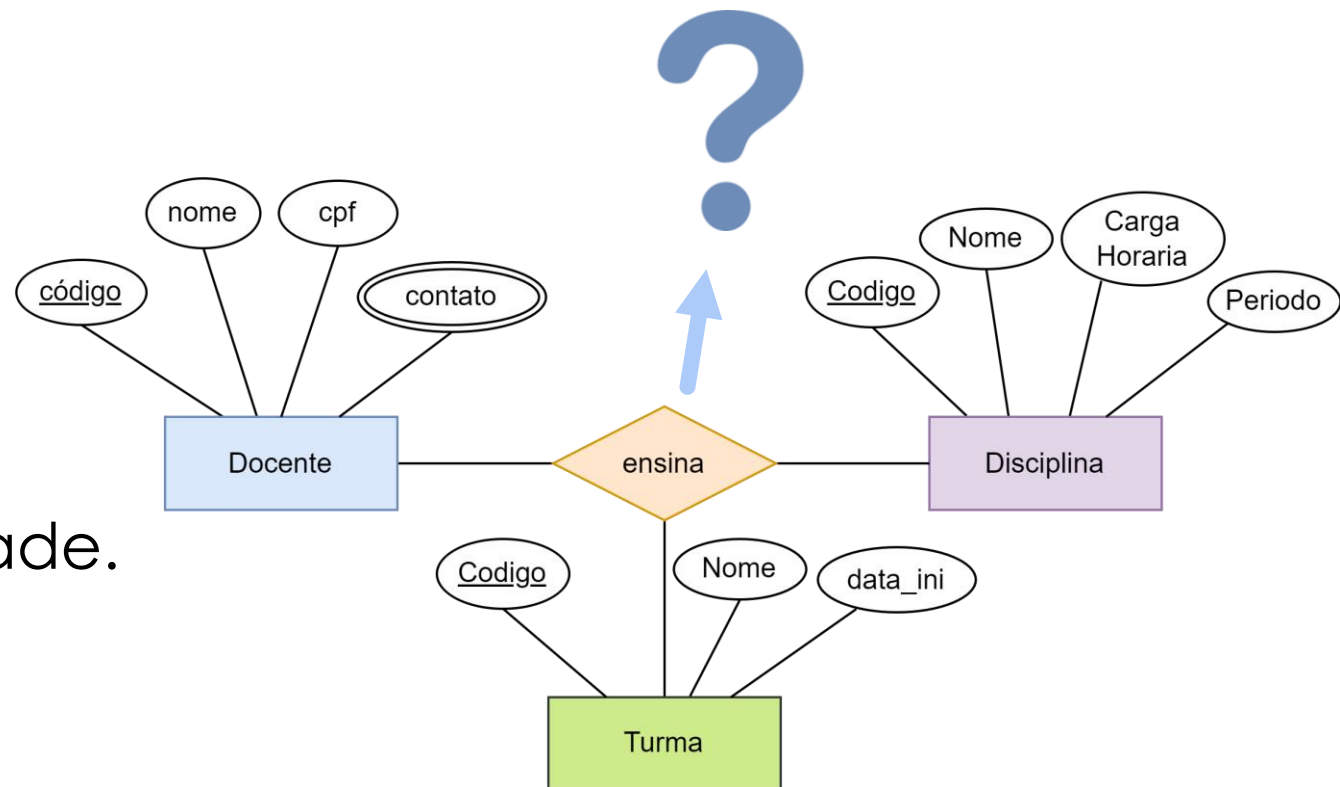 ?
nome
cpf
código
contato
Nome
Carga
Horaria
Codigo
Periodo
Docente
ensina
Disciplina
ade.
Codigo
Nome
data_ini
Turma